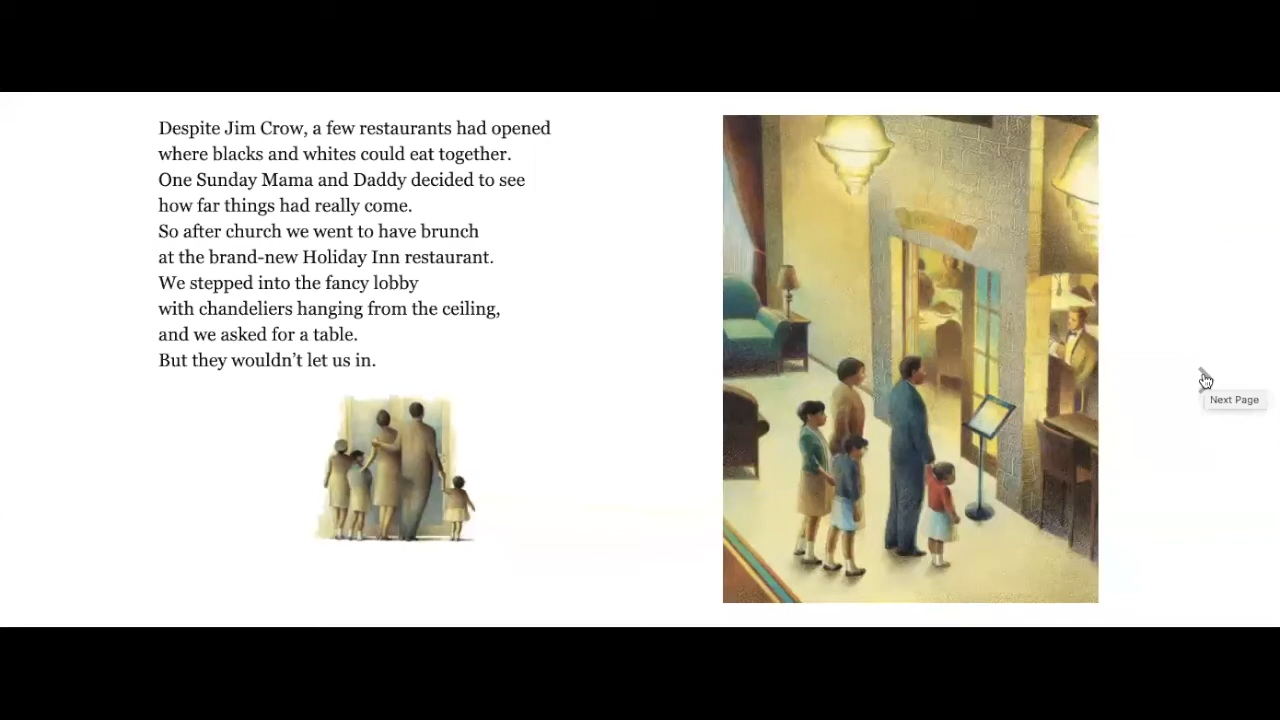 Despite Jim Crow, a few restaurants had opened
where blacks and whites could eat together.
One Sunday Mama and Daddy decided to see
how far things had really come.
So after church we went to have brunch
at the brand-new Holiday Inn restaurant.
We stepped into the fancy lobby
with chandeliers hanging from the ceiling,
and we asked for a table.
But they wouldn’t let us in.
Next Page